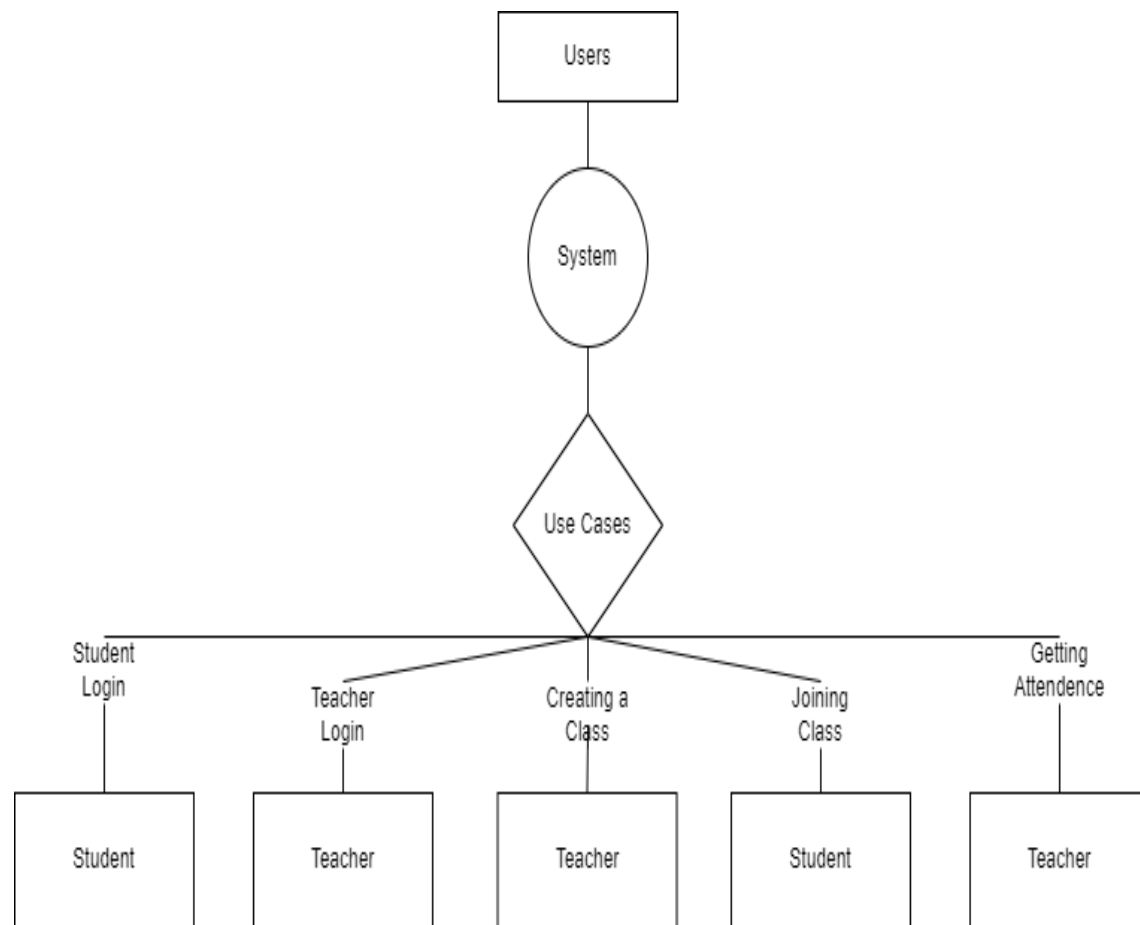 Users
System
Use Cases
Student
Login
Teacher
Login
Creating a
Class
Joining
Class
Getting
Attendence
Student
Teacher
Teacher
Student
Teacher